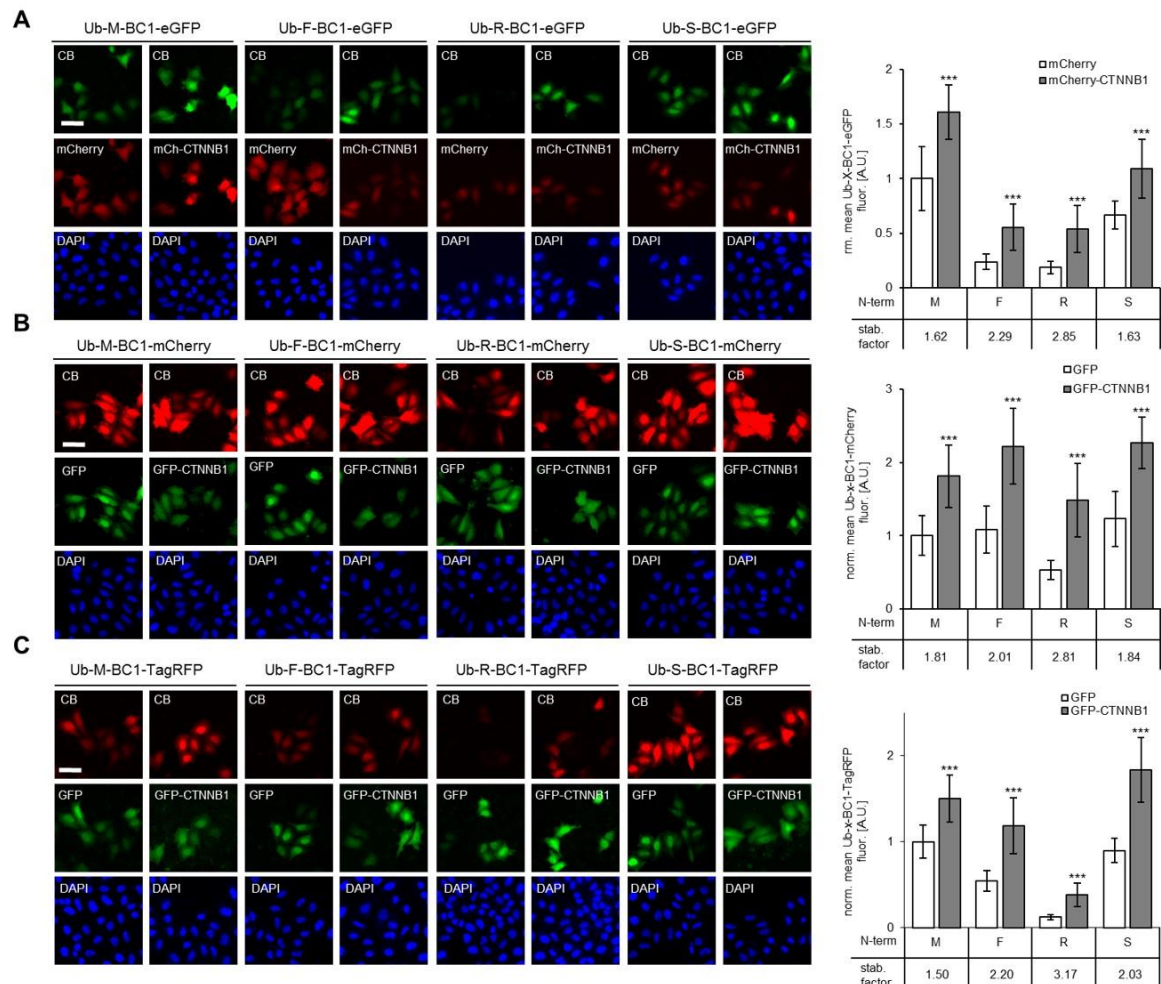 A
Ub-M-BC1-eGFP Ub-F-BC1-eGFP Ub-R-BC1-eGFP Ub-S-BC1-eGFP
CB CB CB CB CB CB CB CB
mCherry mCh-CTNNB1 mCherry mCh-CTNNB1 mCherry mCh-CTNNB1 mCherry mCh-CTNNB1
DAPI DAPI DAPI DAPI DAPI DAPI DAPI DAPI
rm. mean Ub-X-BC1-eGFP
fluor. [A.U.]
mCherry
mCherry-CTNNB1
2
1.5
1
0.5
0
*** *** *** ***
N-term M F R S
stab.
factor 1.62 2.29 2.85 1.63
B
Ub-M-BC1-mCherry Ub-F-BC1-mCherry Ub-R-BC1-mCherry Ub-S-BC1-mCherry
CB CB CB CB CB CB CB CB
GFP GFP-CTNNB1 GFP GFP-CTNNB1 GFP GFP-CTNNB1 GFP GFP-CTNNB1
DAPI DAPI DAPI DAPI DAPI DAPI DAPI DAPI
norm. mean Ub-x-BC1-mCherry
fluor. [A.U.]
GFP
GFP-CTNNB1
3
2
1
0
*** *** *** ***
N-term M F R S
stab.
factor 1.81 2.01 2.81 1.84
C
Ub-M-BC1-TagRFP Ub-F-BC1-TagRFP Ub-R-BC1-TagRFP Ub-S-BC1-TagRFP
CB CB CB CB CB CB CB CB
GFP GFP-CTNNB1 GFP GFP-CTNNB1 GFP GFP-CTNNB1 GFP GFP-CTNNB1
DAPI DAPI DAPI DAPI DAPI DAPI DAPI DAPI
norm. mean Ub-x-BC1-TagRFP
fluor. [A.U.]
GFP
GFP-CTNNB1
2
1
0
*** *** *** ***
N-term M F R S
stab.
factor 1.50 2.20 3.17 2.03